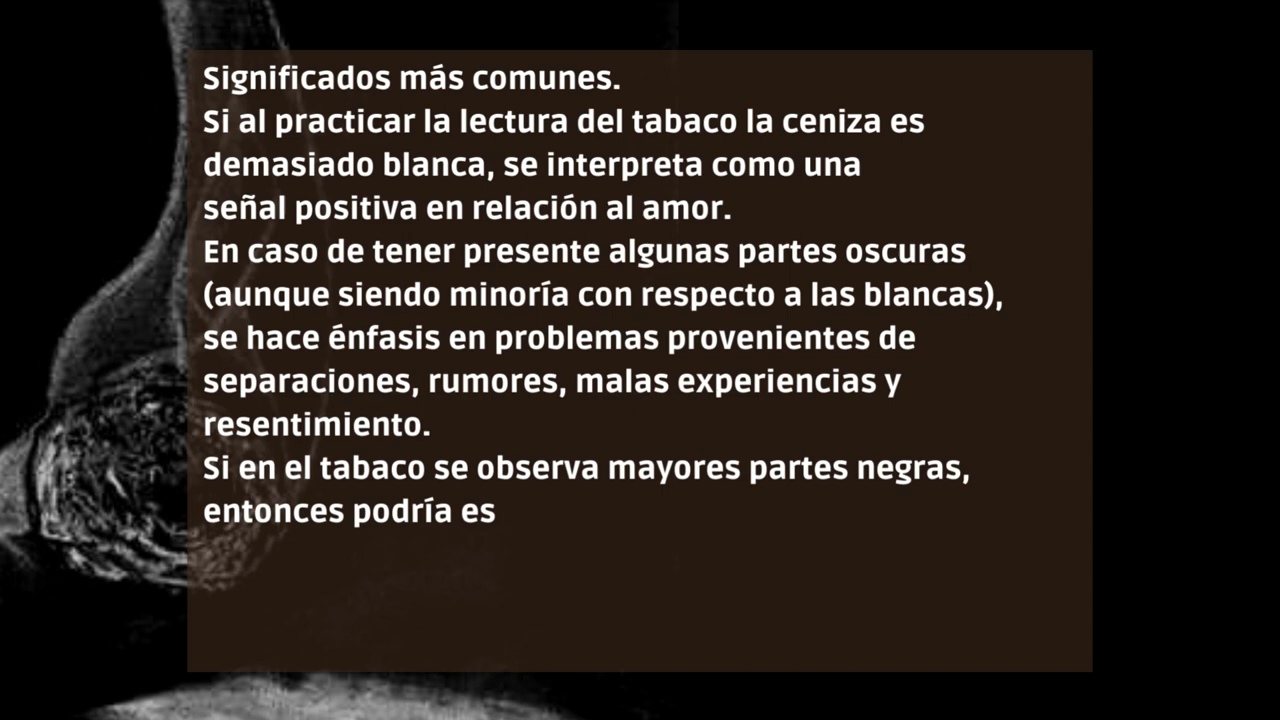 Significados más comunes.
Si al practicar la lectura del tabaco la ceniza es
demasiado blanca, se interpreta como una
señal positiva en relación al amor.
En caso de tener presente algunas partes oscuras
(aunque siendo minoría con respecto a las blancas),
se hace énfasis en problemas provenientes de
separaciones, rumores, malas experiencias y
resentimiento.
Si en el tabaco se observa mayores partes negras,
entonces podría es